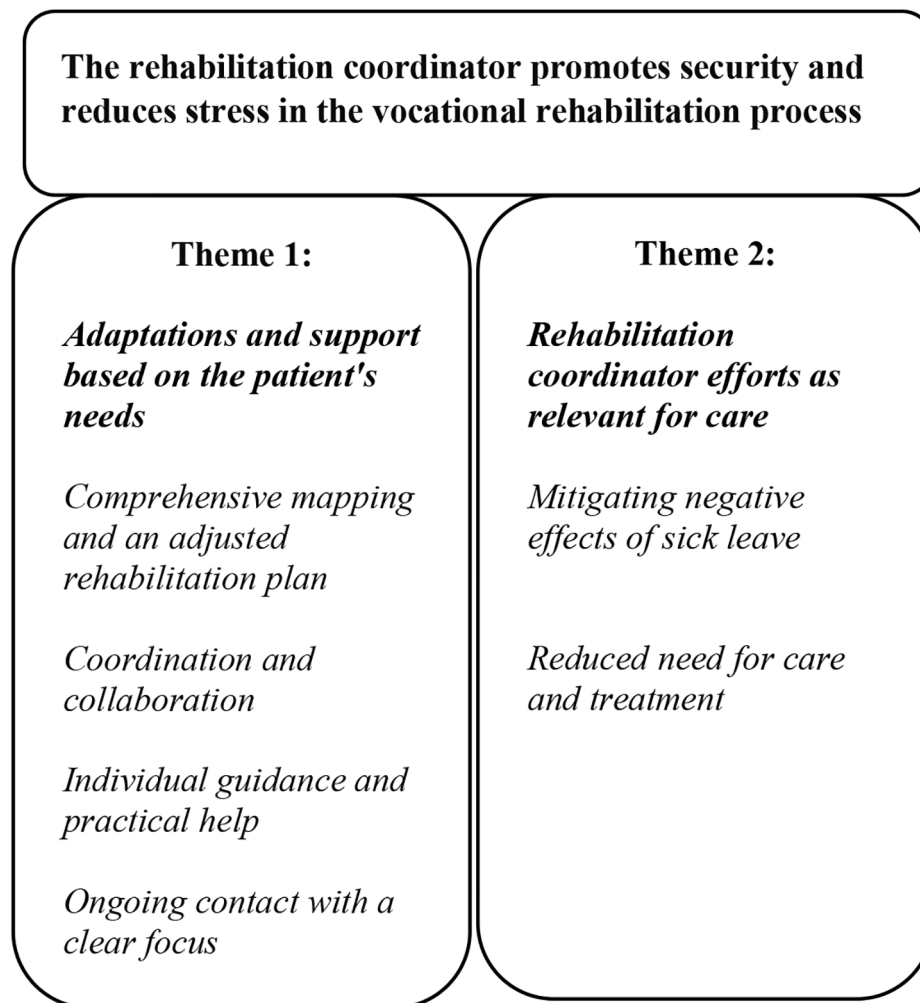 The rehabilitation coordinator promotes security and
reduces stress in the vocational rehabilitation process
Theme 1:
Adaptations and support
based on the patient's
needs
Comprehensive mapping
and an adjusted
rehabilitation plan
Coordination and
collaboration
Individual guidance and
practical help
Ongoing contact with a
clear focus
Theme 2:
Rehabilitation
coordinator efforts as
relevant for care
Mitigating negative
effects of sick leave
Reduced need for care
and treatment